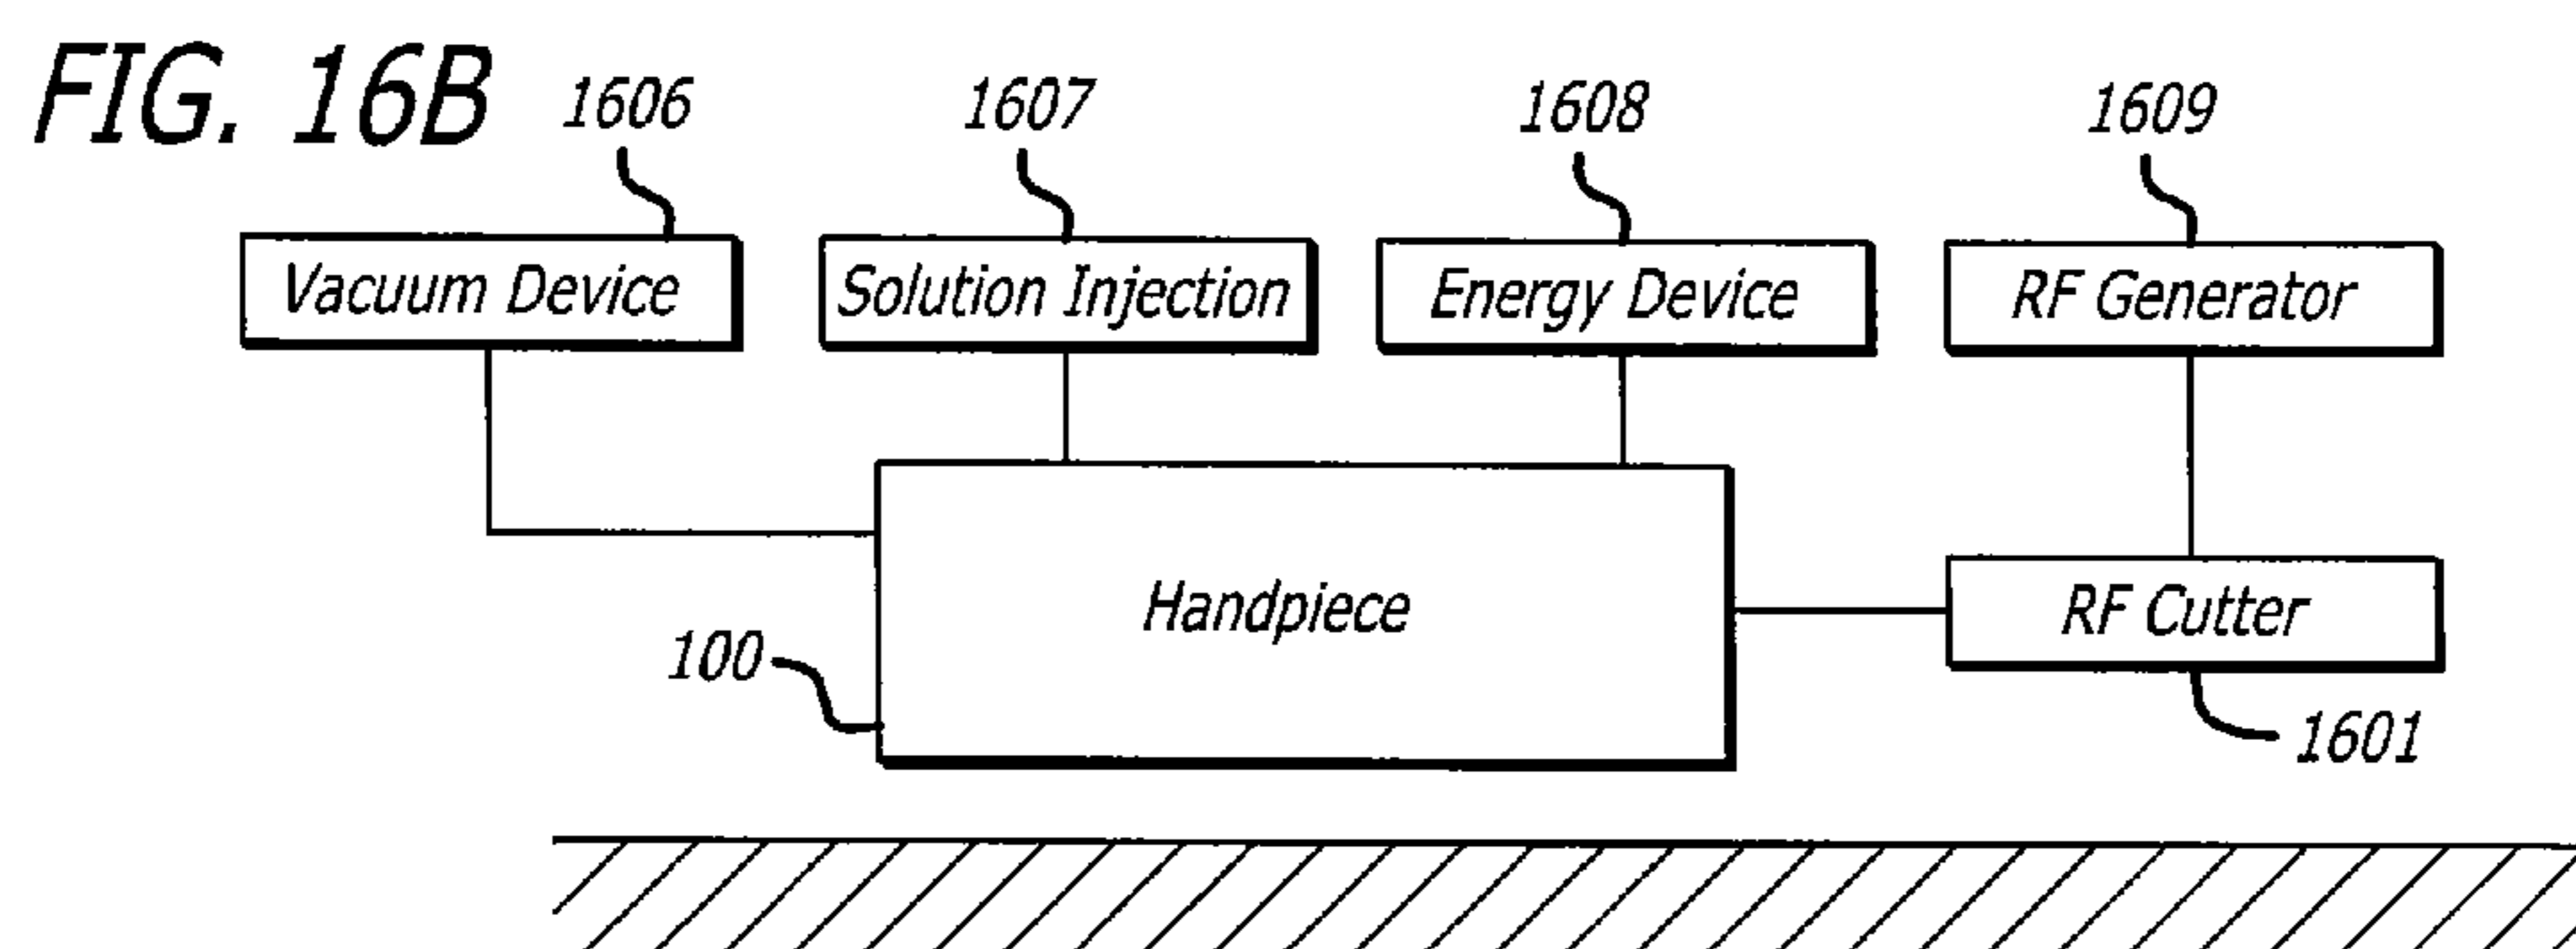 FIG. 16B
1606
1607
1608
1609
Vacuum Device
Solution Injection
Energy Device
RF Generator
Handpiece
RF Cutter
100
1601